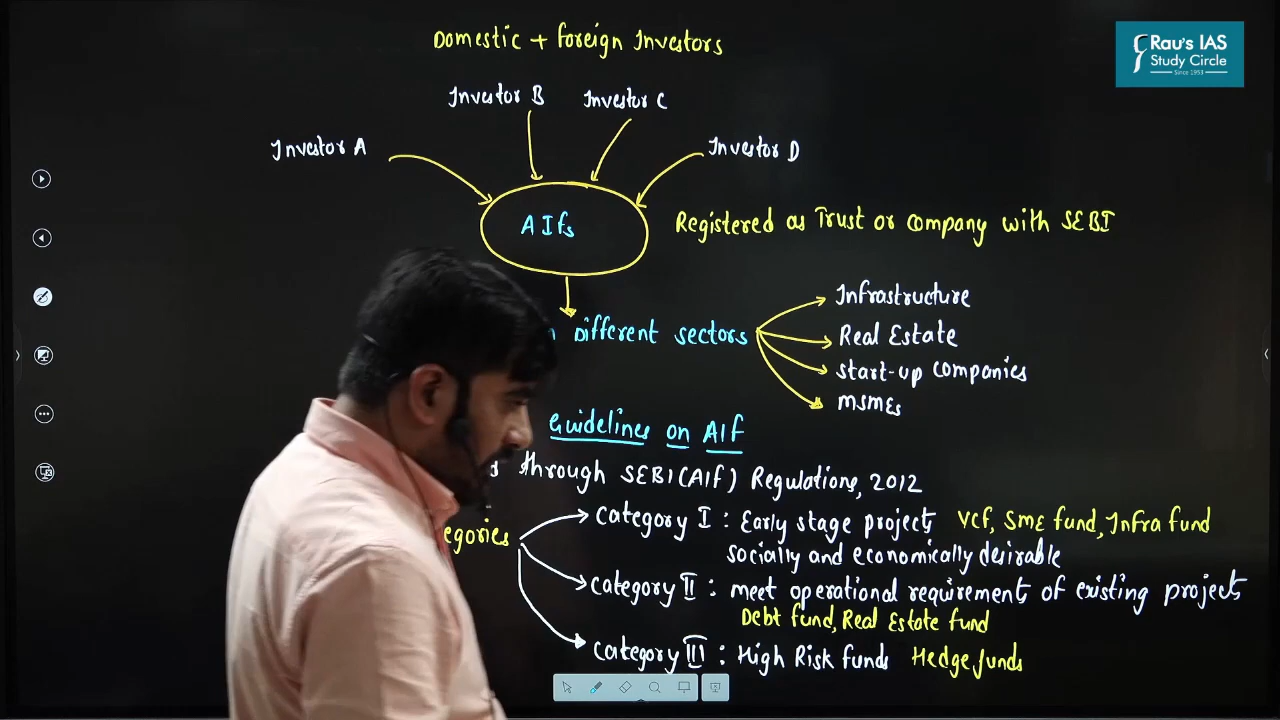 Domestic + Foreign Investors
Rau's IAS
Study Circle
Since 1953
Investor B
Investor C
Investor A
Investor D
AIFs
Registered as Trust or Company with SEBI
Different sectors
Infrastructure
Real Estate
Start-up companies
MSMEs
Guidelines on AIF
through SEBI(AIF) Regulations, 2012
Category I : Early stage projects VCF, SME fund, Infra fund
socially and economically desirable
egories
Category II : meet operational requirement of existing projects
Debt fund, Real Estate fund
Category III : High Risk funds Hedge funds